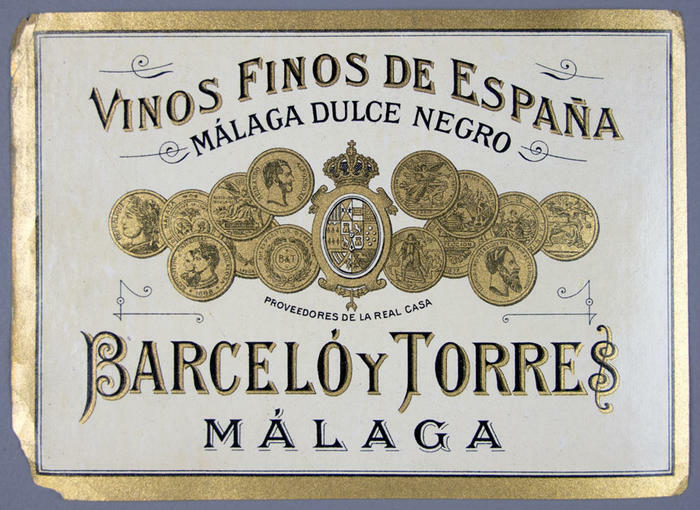 VINOS FINOS DE ESPAÑA
MÁLAGA DULCE NEGRO
B&T
PROVEEDORES DE LA REAL CASA
BARCELÓ Y TORRES
MÁLAGA